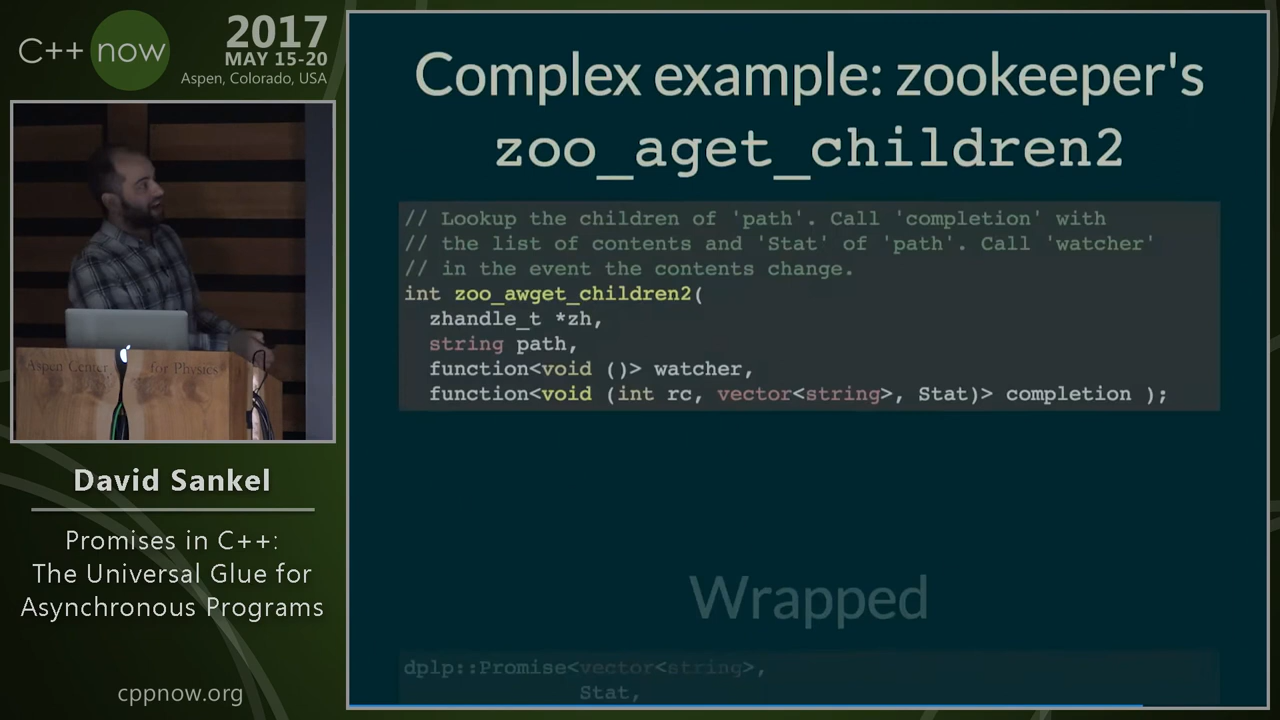 C++ now
2017
MAY 15-20
Aspen, Colorado, USA
Aspen Center for Physics
David Sankel
Promises in C++:
The Universal Glue for
Asynchronous Programs
cppnow.org
Complex example: zookeeper's
zoo_aget_children2
// Lookup the children of 'path'. Call 'completion' with
// the list of contents and 'Stat' of 'path'. Call 'watcher'
// in the event the contents change.
int zoo_awget_children2(
zhandle_t *zh,
string path,
function<void ()> watcher,
function<void (int rc, vector<string>, Stat)> completion );
Wrapped
dplp::Promise<vector<string>,
Stat,